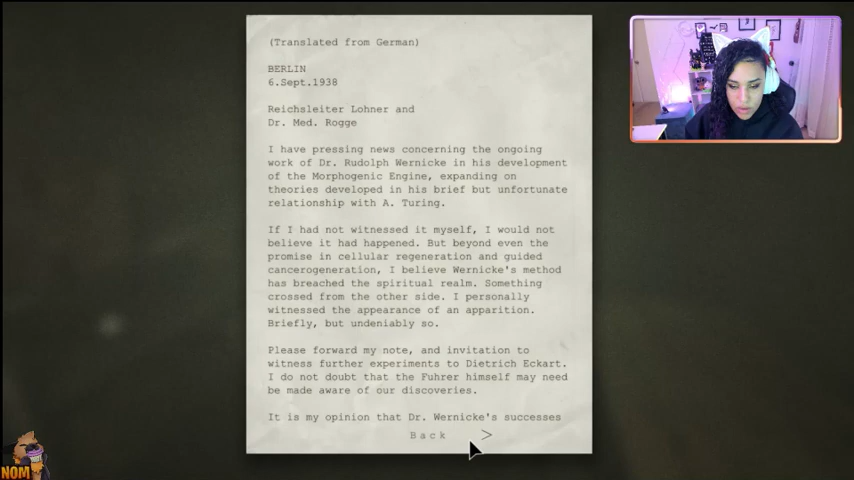 (Translated from German)
BERLIN
6.Sept.1938
Reichsleiter Lohner and
Dr. Med. Rogge
I have pressing news concerning the ongoing
work of Dr. Rudolph Wernicke in his development
of the Morphogenic Engine, expanding on
theories developed in his brief but unfortunate
relationship with A. Turing.
If I had not witnessed it myself, I would not
believe it had happened. But beyond even the
promise in cellular regeneration and guided
cancerogeneration, I believe Wernicke's method
has breached the spiritual realm. Something
crossed from the other side. I personally
witnessed the appearance of an apparition.
Briefly, but undeniably so.
Please forward my note, and invitation to
witness further experiments to Dietrich Eckart.
I do not doubt that the Fuhrer himself may need
be made aware of our discoveries.
It is my opinion that Dr. Wernicke's successes
Back >
NOM